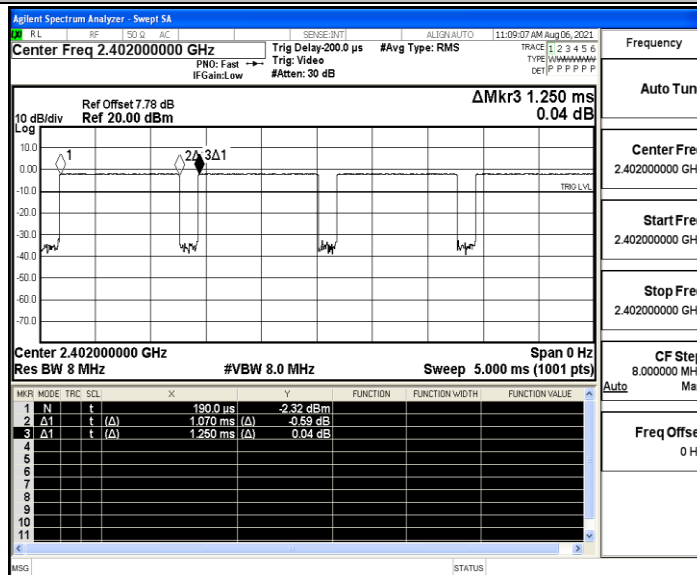 Agilent Spectrum Analyzer - Swept SA
RL RF 50 Ω AC SENSE:INT ALIGNAUTO 11:09:07 AM Aug 06, 2021
Center Freq 2.402000000 GHz
PNO: Fast
IFGain:Low
Trig Delay-200.0 µs
Trig: Video
#Atten: 30 dB
#Avg Type: RMS
TRACE 1 2 3 4 5 6
TYPE WWWWWW
DET P P P P P P
Frequency
Auto Tun
Center Fre
2.402000000 GH
Start Fre
2.402000000 GH
Stop Fre
2.402000000 GH
CF Ste
8.000000 MH
Auto Ma
Freq Offse
0 H
ΔMkr3 1.250 ms
0.04 dB
Ref Offset 7.78 dB
10 dB/div Ref 20.00 dBm
Log
10.0
0.00
-10.0
-20.0
-30.0
-40.0
-50.0
-60.0
-70.0
1
2Δ 3Δ1
TRIG LVL
Center 2.402000000 GHz Span 0 Hz
Res BW 8 MHz #VBW 8.0 MHz Sweep 5.000 ms (1001 pts)
MKR MODE TRC SCL X Y FUNCTION FUNCTION WIDTH FUNCTION VALUE
1 N t 190.0 µs -2.32 dBm
2 Δ1 t (Δ) 1.070 ms (Δ) -0.59 dB
3 Δ1 t (Δ) 1.250 ms (Δ) 0.04 dB
4
5
6
7
8
9
10
11
MSG STATUS